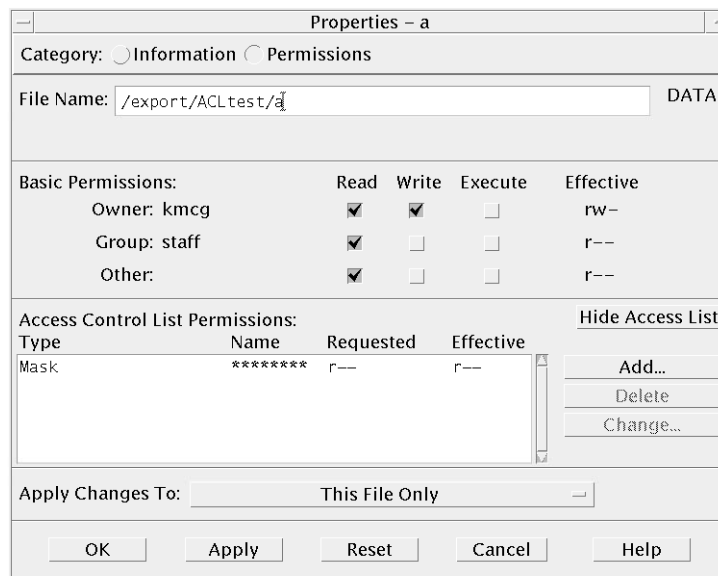 Properties – a
Category: Information Permissions
File Name: /export/ACLtest/a DATA
Basic Permissions: Read Write Execute Effective
Owner: kmcg rw-
Group: staff r--
Other: r--
Access Control List Permissions: Hide Access List
Type Name Requested Effective
Mask ******** r-- r--
Add...
Delete
Change...
Apply Changes To: This File Only
OK Apply Reset Cancel Help